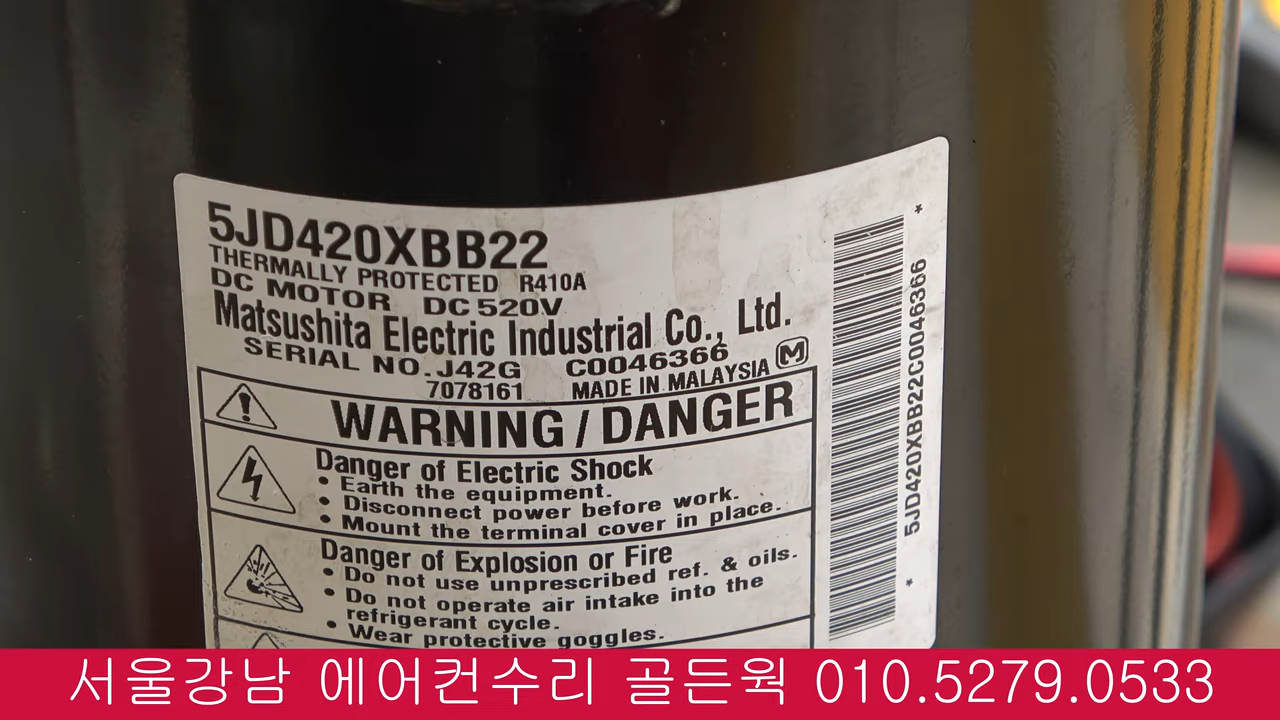 5JD420XBB22
THERMALLY PROTECTED R410A
DC MOTOR DC 520V
Matsushita Electric Industrial Co., Ltd.
SERIAL NO. J42G C0046366
7078161 MADE IN MALAYSIA M
WARNING / DANGER
Danger of Electric Shock
• Earth the equipment.
• Disconnect power before work.
• Mount the terminal cover in place.
Danger of Explosion or Fire
• Do not use unprescribed ref. & oils.
• Do not operate air intake into the
refrigerant cycle.
• Wear protective goggles.
* 5JD420XBB22C0046366 *
서울강남 에어컨수리 골든웍 010.5279.0533